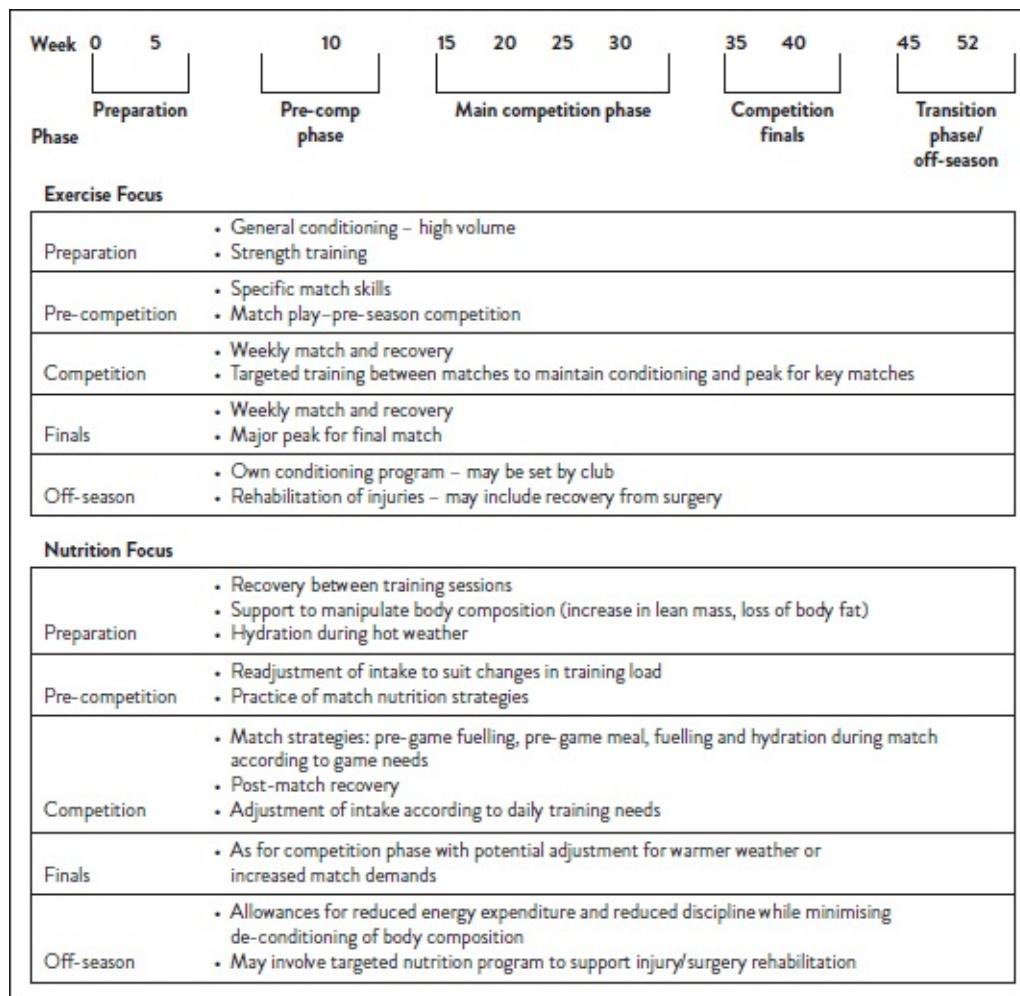 Week 0 5 10 15 20 25 30 35 40 45 52
Preparation Pre-comp Main competition phase Competition Transition
Phase phase finals phase/
off-season
Exercise Focus
• General conditioning – high volume
Preparation • Strength training
• Specific match skills
Pre-competition • Match play–pre-season competition
• Weekly match and recovery
Competition • Targeted training between matches to maintain conditioning and peak for key matches
• Weekly match and recovery
Finals • Major peak for final match
• Own conditioning program – may be set by club
Off-season • Rehabilitation of injuries – may include recovery from surgery
Nutrition Focus
• Recovery between training sessions
• Support to manipulate body composition (increase in lean mass, loss of body fat)
Preparation • Hydration during hot weather
• Readjustment of intake to suit changes in training load
Pre-competition • Practice of match nutrition strategies
• Match strategies: pre-game fuelling, pre-game meal, fuelling and hydration during match
according to game needs
• Post-match recovery
Competition • Adjustment of intake according to daily training needs
• As for competition phase with potential adjustment for warmer weather or
Finals increased match demands
• Allowances for reduced energy expenditure and reduced discipline while minimising
de-conditioning of body composition
Off-season • May involve targeted nutrition program to support injury/surgery rehabilitation